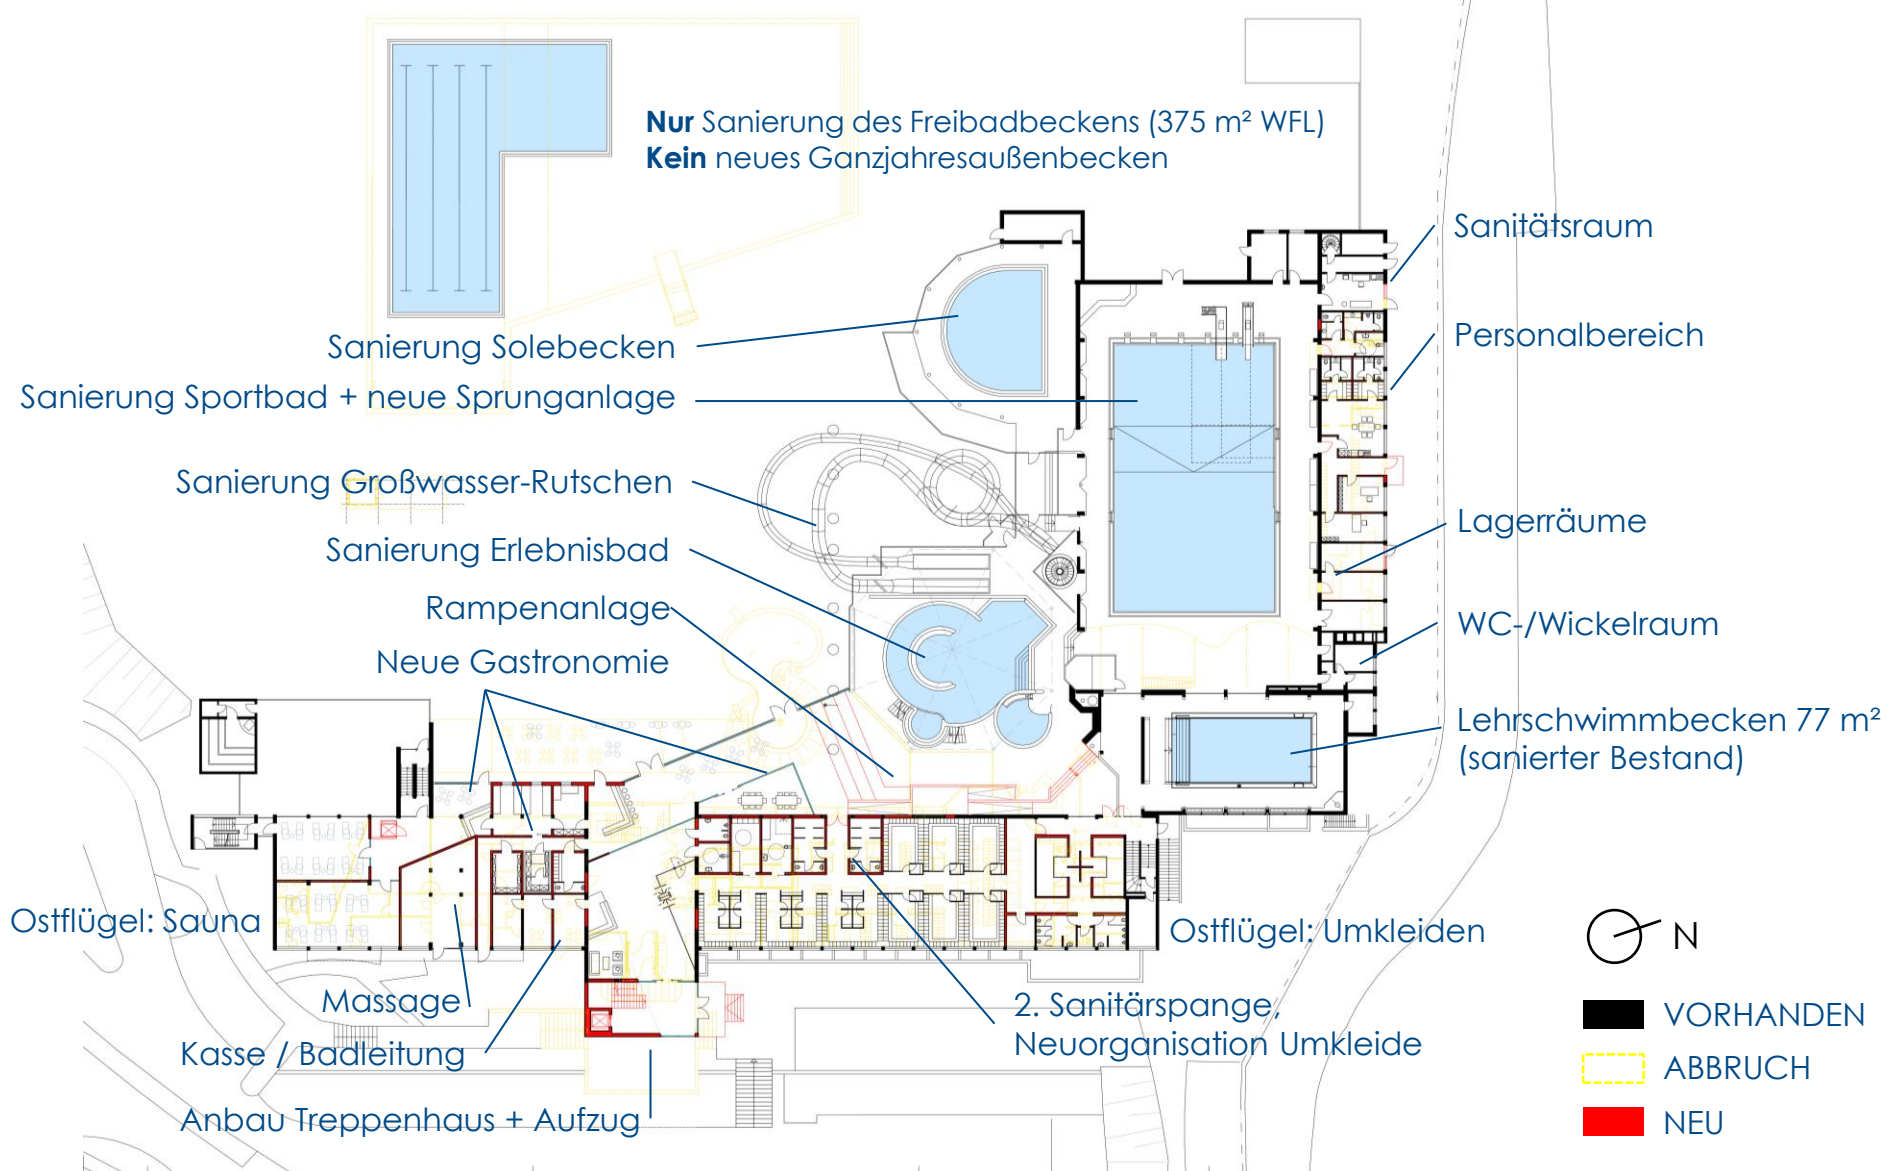 Nur Sanierung des Freibadbeckens (375 m² WFL)
Kein neues Ganzjahresaußenbecken
Sanitätsraum
Personalbereich
Sanierung Solebecken
Sanierung Sportbad + neue Sprunganlage
Sanierung Großwasser-Rutschen
Lagerräume
Sanierung Erlebnisbad
Rampenanlage
WC-/Wickelraum
Neue Gastronomie
Lehrschwimmbecken 77 m²
(sanierter Bestand)
Ostflügel: Sauna
Ostflügel: Umkleiden
N
Massage
2. Sanitärspange,
Neuorganisation Umkleide
VORHANDEN
Kasse / Badleitung
ABBRUCH
Anbau Treppenhaus + Aufzug
NEU